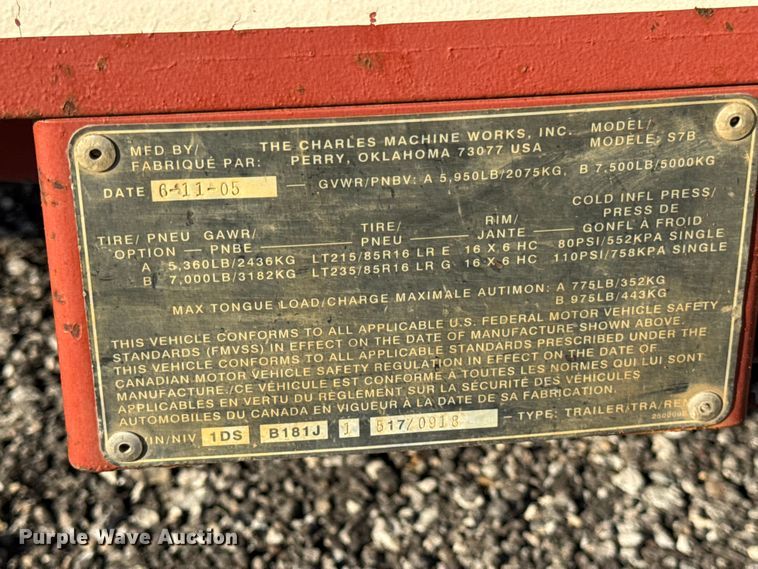 MFD BY/ THE CHARLES MACHINE WORKS, INC. MODEL/
FABRIQUÉ PAR: PERRY, OKLAHOMA 73077 USA MODELE: S7B
DATE 6-11-05 GVWR/PNBV: A 5,950LB/2075KG, B 7,500LB/5000KG
TIRE/ PNEU GAWR/ TIRE/ RIM/ COLD INFL PRESS/
OPTION PNBE PNEU JANTE PRESS DE
GONFL À FROID
A 5,360LB/2436KG LT215/85R16 LR E 16 X 6 HC 80PSI/552KPA SINGLE
B 7,000LB/3182KG LT235/85R16 LR G 16 X 6 HC 110PSI/758KPA SINGLE
MAX TONGUE LOAD/CHARGE MAXIMALE AUTIMON: A 775LB/352KG
B 975LB/443KG
THIS VEHICLE CONFORMS TO ALL APPLICABLE U.S. FEDERAL MOTOR VEHICLE SAFETY
STANDARDS (FMVSS) IN EFFECT ON THE DATE OF MANUFACTURE SHOWN ABOVE.
THIS VEHICLE CONFORMS TO ALL APPLICABLE STANDARDS PRESCRIBED UNDER THE
CANADIAN MOTOR VEHICLE SAFETY REGULATION IN EFFECT ON THE DATE OF
MANUFACTURE/CE VÉHICULE EST CONFORME À TOUTES LES NORMES QUI LUI SONT
APPLICABLES EN VERTU DU RÈGLEMENT SUR LA SÉCURITÉ DES VÉHICULES
AUTOMOBILES DU CANADA EN VIGUEUR À LA DATE DE SA FABRICATION.
IN/NIV 1DS B181J 1 517/0918 TYPE: TRAILER/TRA/REM
Purple Wave Auction